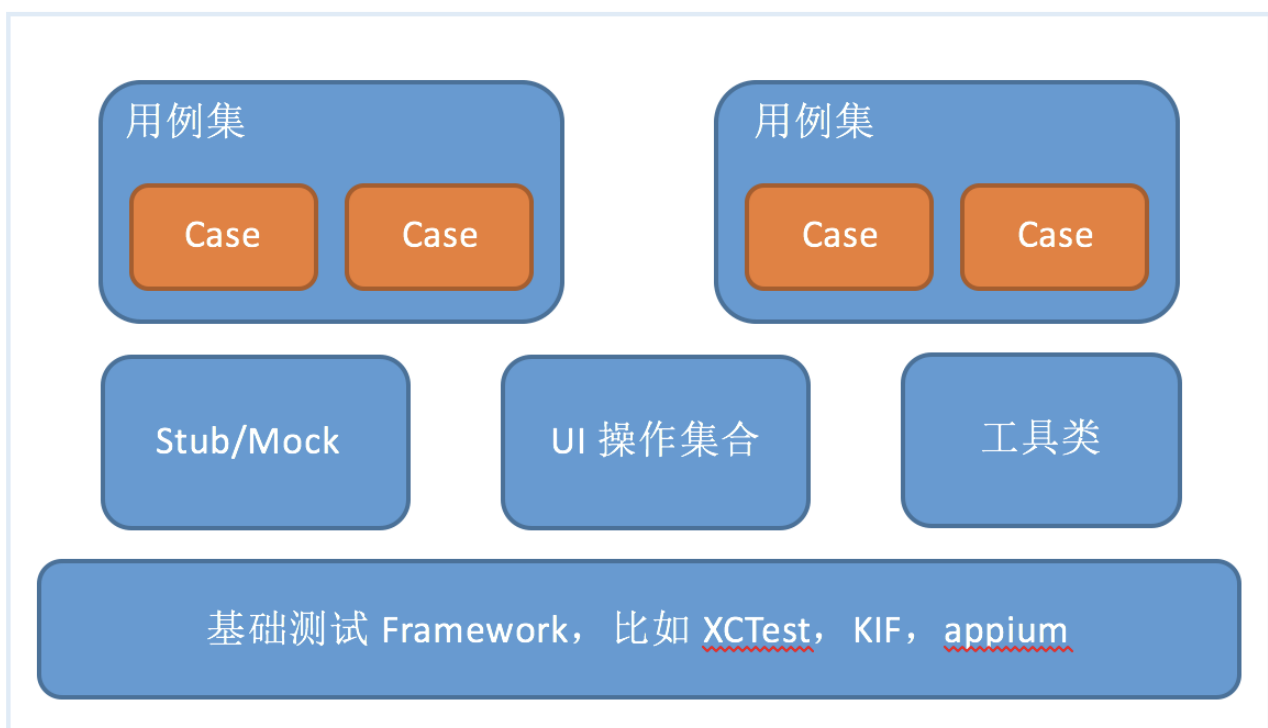 用例集
用例集
Case
Case
Case
Case
Stub/Mock
UI 操作集合
工具类
基础测试 Framework，比如 XCTest，KIF，appium